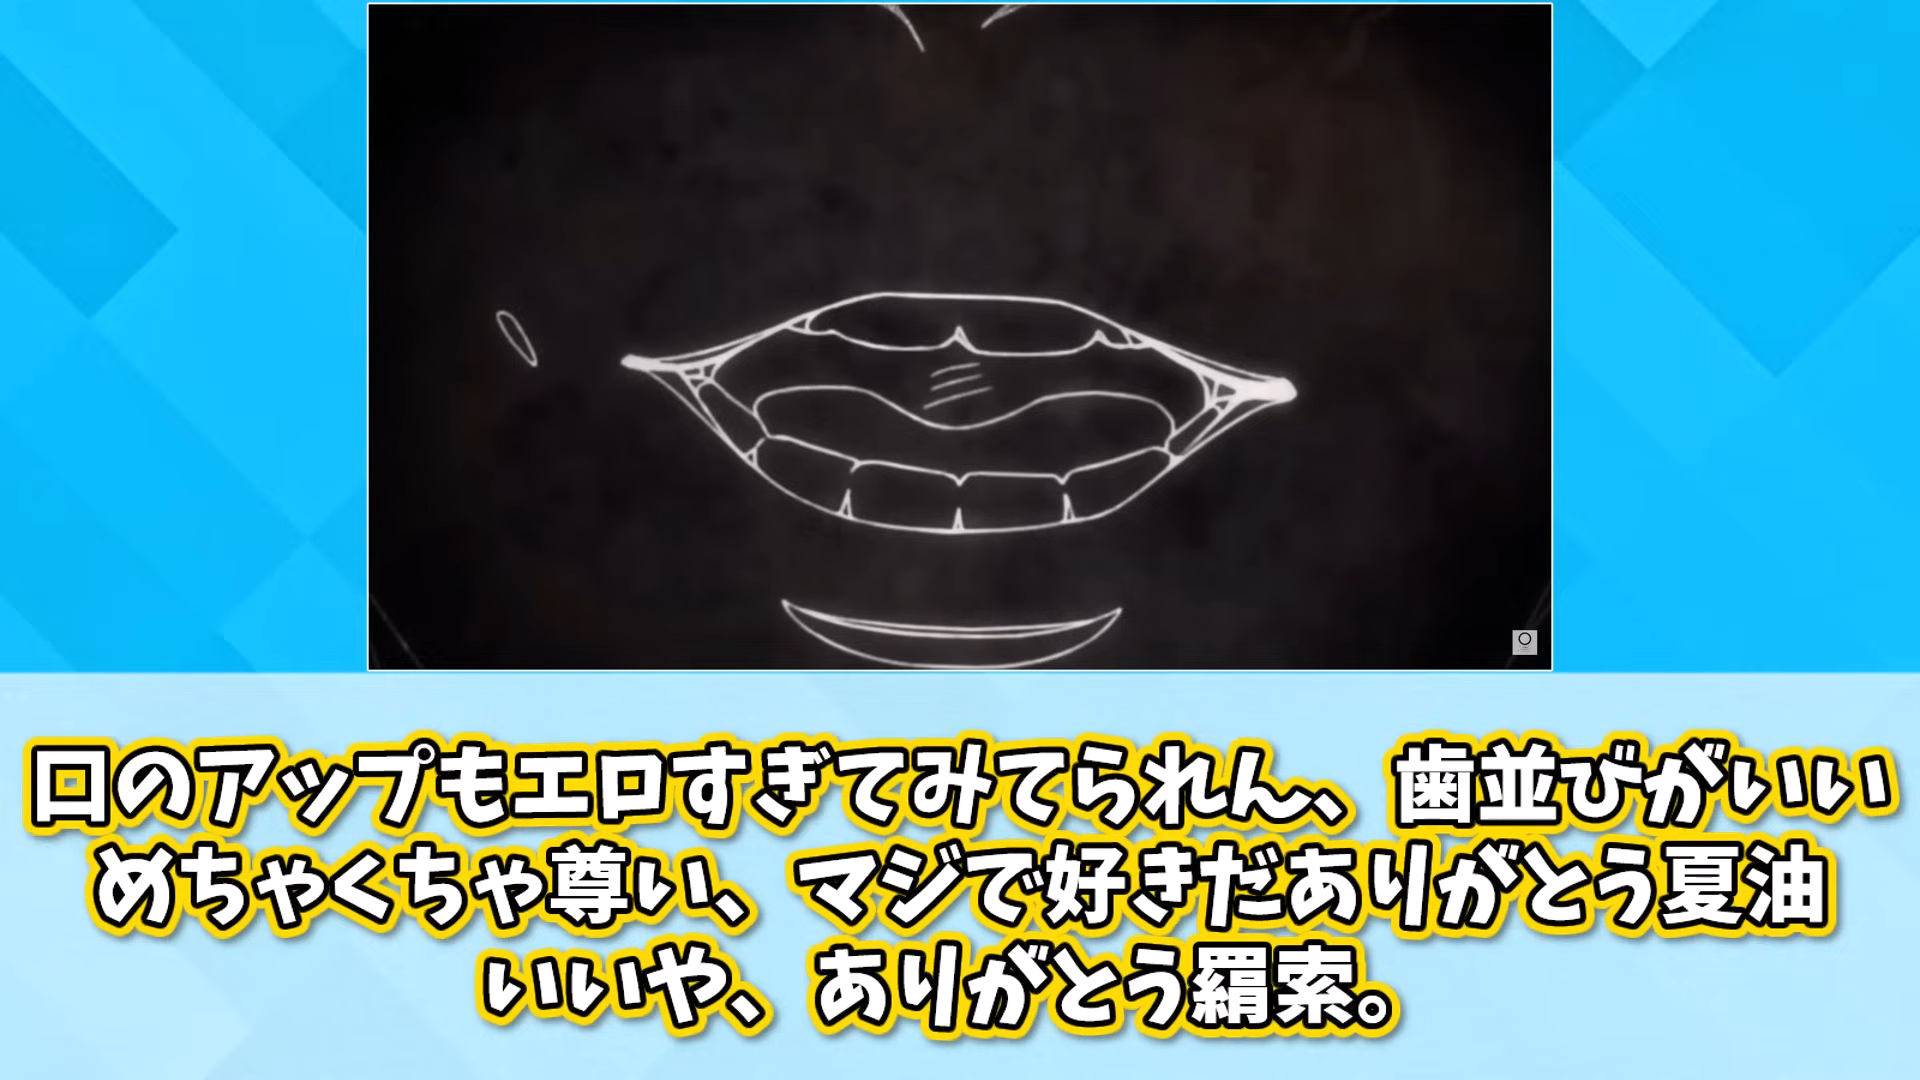 口のアップもエロすぎてみてられん、歯並びがいい
めちゃくちゃ尊い、マジで好きだありがとう夏油
いいや、ありがとう羂索。